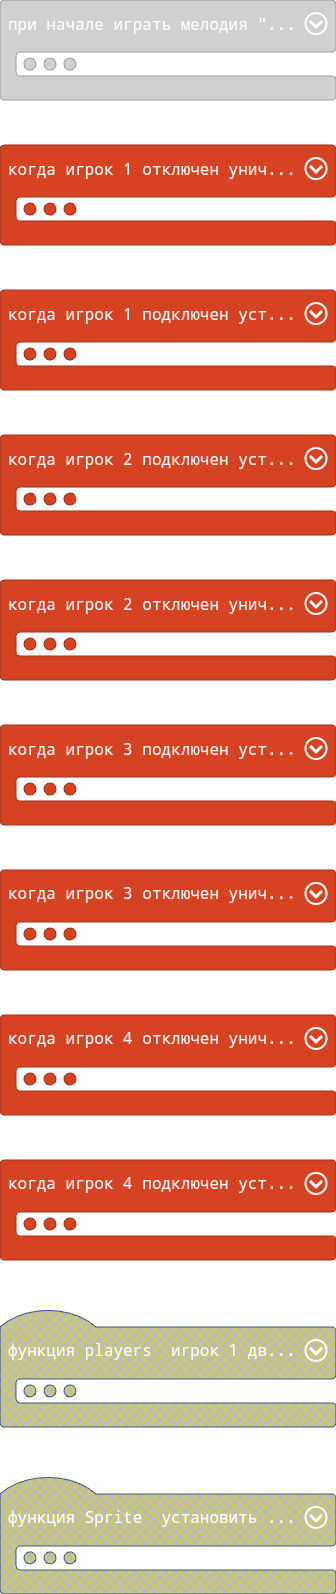 при начале играть мелодия "...
когда игрок 1 отключен унич...
когда игрок 1 подключен уст...
когда игрок 2 подключен уст...
когда игрок 2 отключен унич...
когда игрок 3 подключен уст...
когда игрок 3 отключен унич...
когда игрок 4 отключен унич...
когда игрок 4 подключен уст...
функция players  игрок 1 дв...
функция Sprite  установить ...